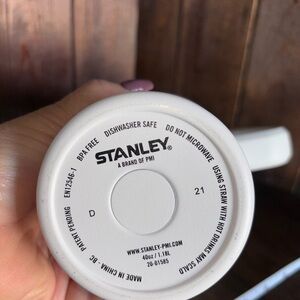 PATENT PENDING EN12546-1 BPA FREE DISHWASHER SAFE DO NOT MICROWAVE USING STRAW WITH HOT DRINKS MAY SCALD
STANLEY®
A BRAND OF PMI
D 21
WWW.STANLEY-PMI.COM
40oz / 1.18L
20-01585
MADE IN CHINA - BC